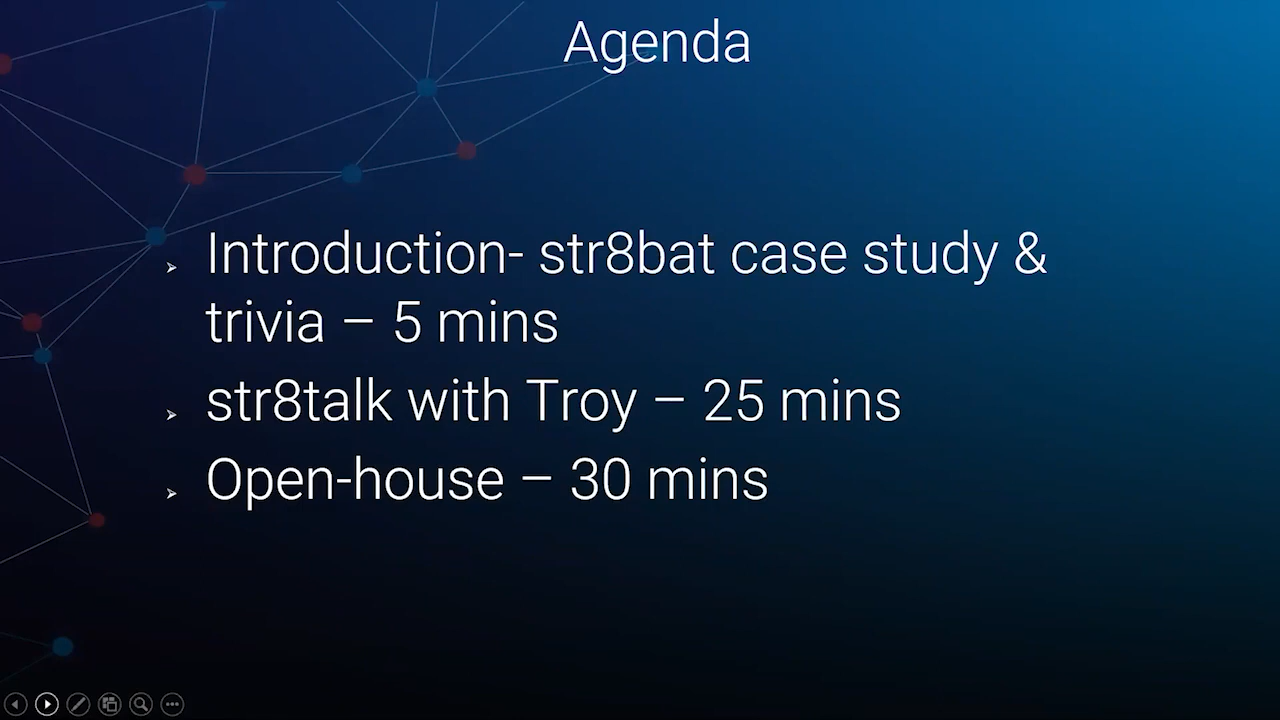 Agenda
Introduction- str8bat case study &
trivia – 5 mins
str8talk with Troy – 25 mins
Open-house – 30 mins